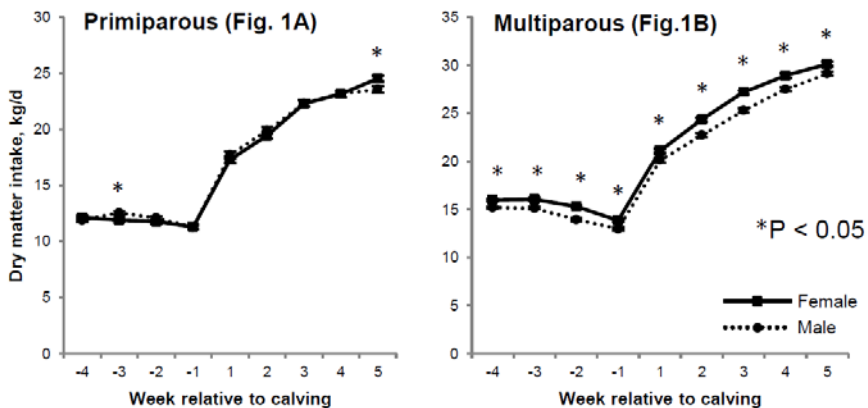 Primiparous (Fig. 1A)
Dry matter intake, kg/d
30
25
20
15
10
5
0
*
*
-4 -3 -2 -1 1 2 3 4 5
Week relative to calving
Multiparous (Fig.1B)
35
30
25
20
15
10
5
0
* * * * * * * * *
*P < 0.05
Female
Male
-4 -3 -2 -1 1 2 3 4 5
Week relative to calving